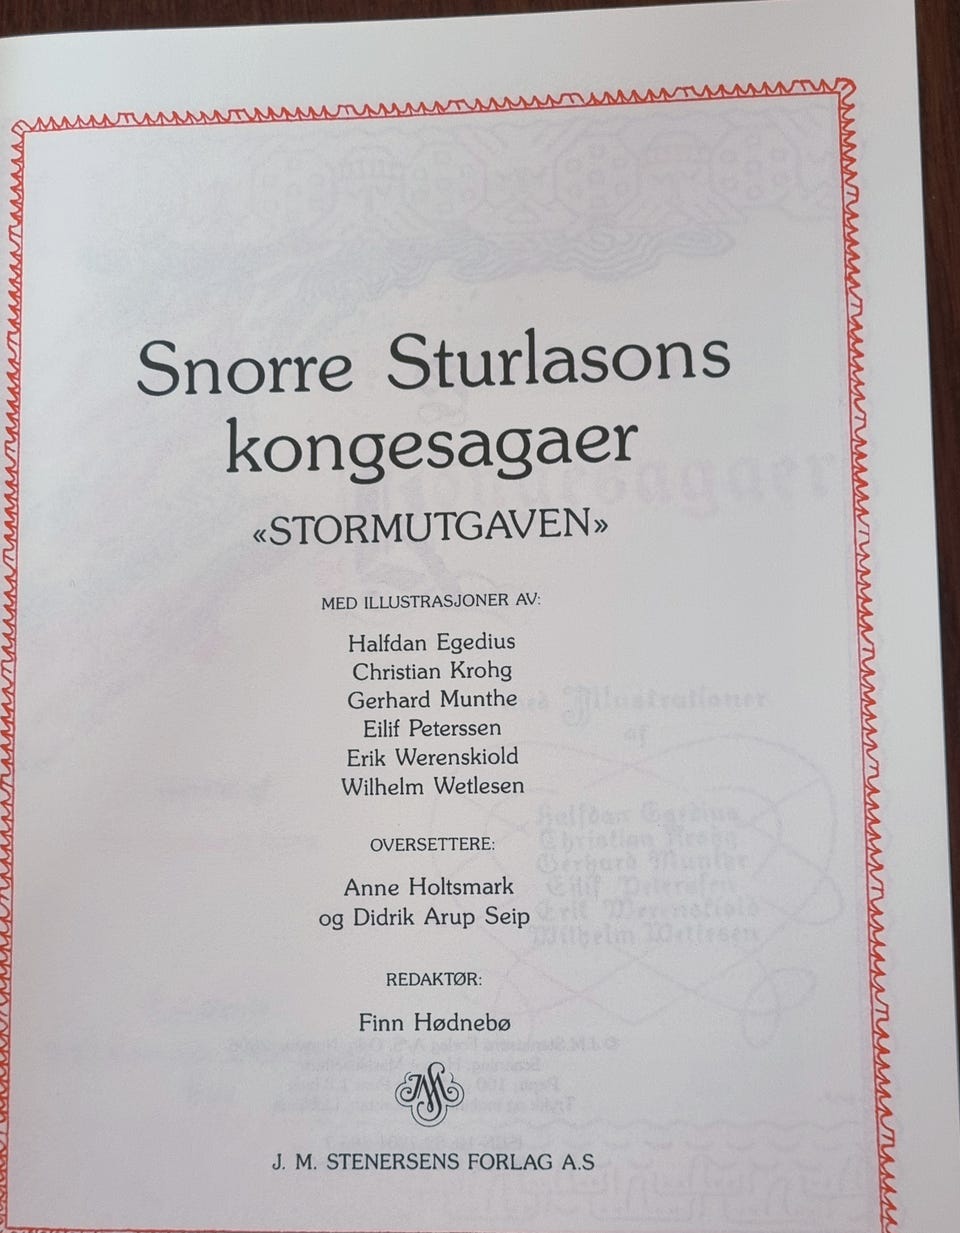 Snorre Sturlasons
kongesagaer
«STORMUTGAVEN»
MED ILLUSTRASJONER AV:
Halfdan Egedius
Christian Krohg
Gerhard Munthe
Eilif Peterssen
Erik Werenskiold
Wilhelm Wetlesen
OVERSETTERE:
Anne Holtsmark
og Didrik Arup Seip
REDAKTØR:
Finn Hødnebø
J. M. STENERSENS FORLAG A.S